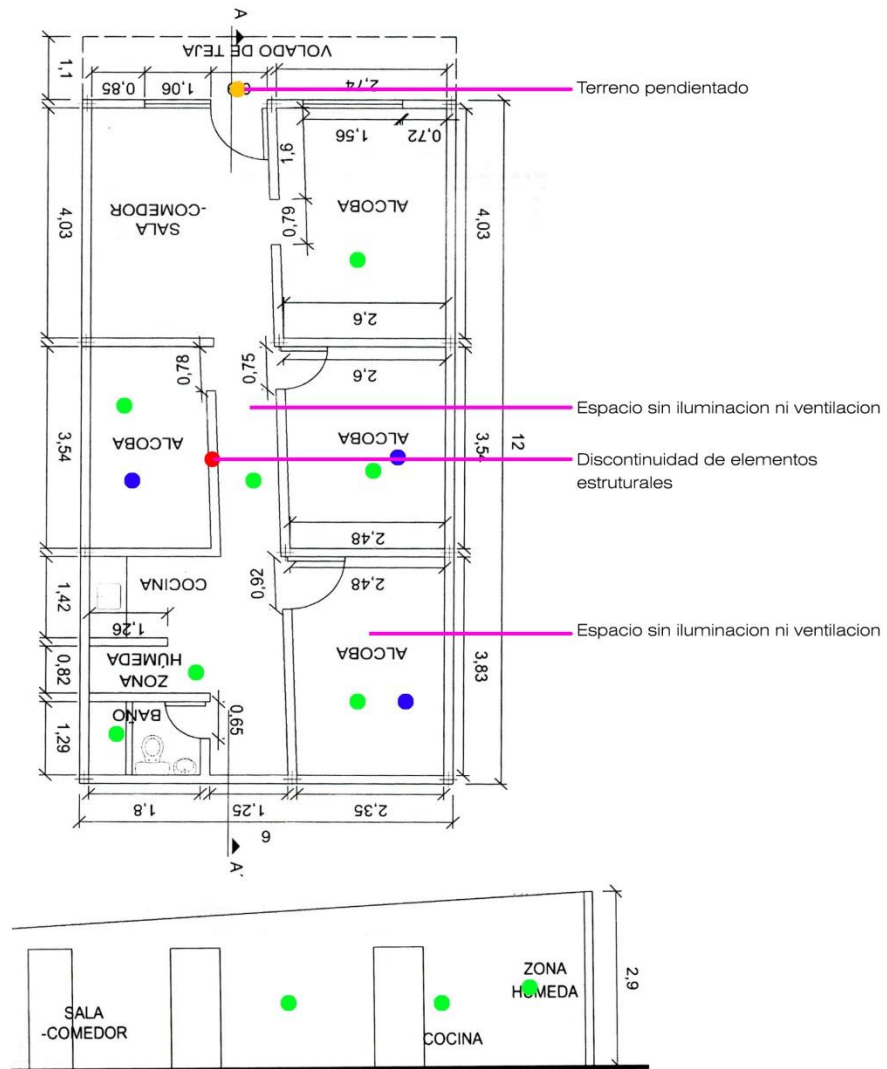 A
VOLADO DE TEJA
1,1
0,85
1,06
2,74
Terreno pendientado
1,56
0,72
1,6
4,03
SALA
-COMEDOR
ALCOBA
0,79
4,03
2,6
0,78
0,75
2,6
Espacio sin iluminacion ni ventilacion
12
3,54
ALCOBA
ALCOBA
3,54
Discontinuidad de elementos
estruturales
2,48
COCINA
0,92
2,48
1,42
1,26
Espacio sin iluminacion ni ventilacion
ALCOBA
ZONA
HÚMEDA
0,82
3,83
BAÑO
0,65
1,29
1,8
1,25
2,35
6
A'
SALA
-COMEDOR
COCINA
ZONA
HUMEDA
2,9